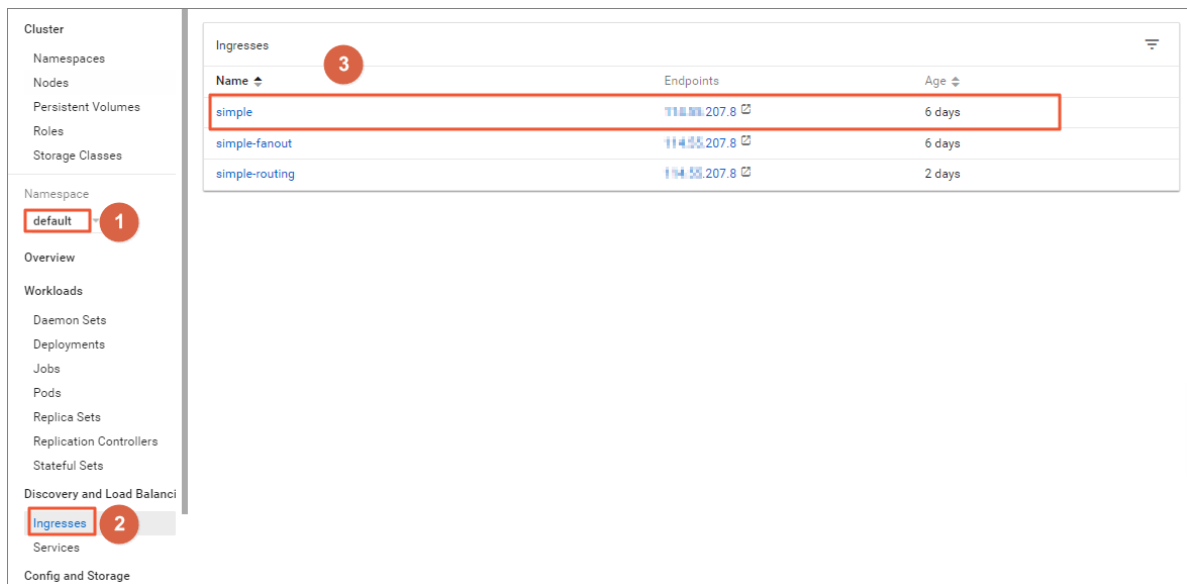 Cluster
Namespaces
Nodes
Persistent Volumes
Roles
Storage Classes
Namespace
default
1
Overview
Workloads
Daemon Sets
Deployments
Jobs
Pods
Replica Sets
Replication Controllers
Stateful Sets
Discovery and Load Balanci
Ingresses
2
Services
Config and Storage
Ingresses
3
Name Endpoints Age
simple 207.8 6 days
simple-fanout 207.8 6 days
simple-routing 207.8 2 days